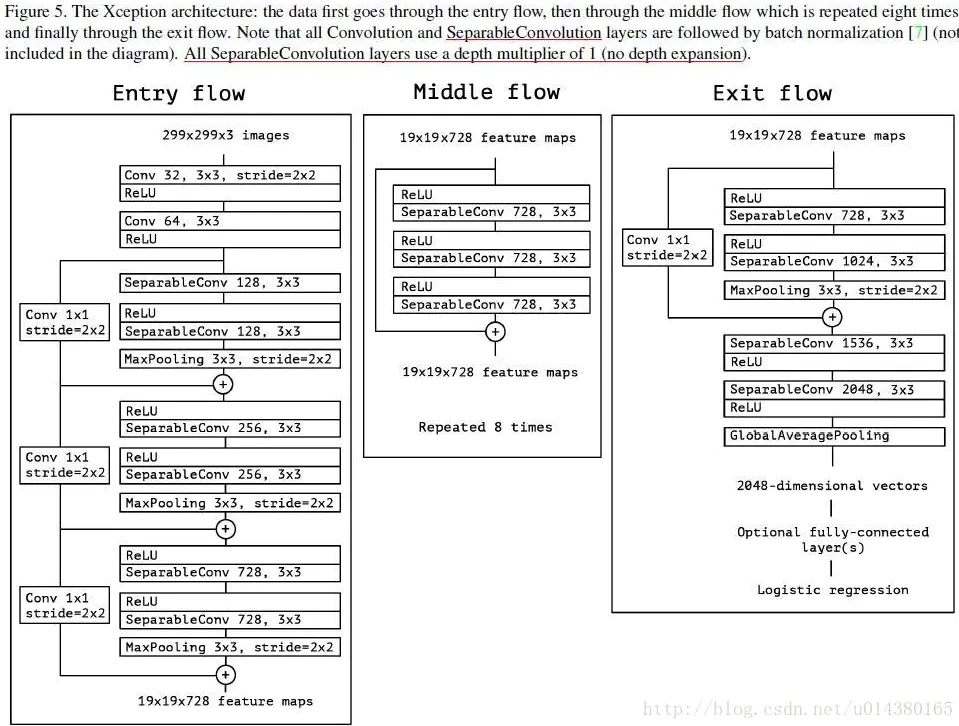 Figure 5. The Xception architecture: the data first goes through the entry flow, then through the middle flow which is repeated eight times
and finally through the exit flow. Note that all Convolution and SeparableConvolution layers are followed by batch normalization [7] (not
included in the diagram). All SeparableConvolution layers use a depth multiplier of 1 (no depth expansion).
Entry flow
299x299x3 images
Conv 32, 3x3, stride=2x2
ReLU
Conv 64, 3x3
ReLU
SeparableConv 128, 3x3
Conv 1x1
stride=2x2
ReLU
SeparableConv 128, 3x3
MaxPooling 3x3, stride=2x2
+
ReLU
SeparableConv 256, 3x3
Conv 1x1
stride=2x2
ReLU
SeparableConv 256, 3x3
MaxPooling 3x3, stride=2x2
+
ReLU
SeparableConv 728, 3x3
Conv 1x1
stride=2x2
ReLU
SeparableConv 728, 3x3
MaxPooling 3x3, stride=2x2
+
19x19x728 feature maps
Middle flow
19x19x728 feature maps
ReLU
SeparableConv 728, 3x3
ReLU
SeparableConv 728, 3x3
ReLU
SeparableConv 728, 3x3
+
19x19x728 feature maps
Repeated 8 times
Exit flow
19x19x728 feature maps
ReLU
SeparableConv 728, 3x3
Conv 1x1
stride=2x2
ReLU
SeparableConv 1024, 3x3
MaxPooling 3x3, stride=2x2
+
SeparableConv 1536, 3x3
ReLU
SeparableConv 2048, 3x3
ReLU
GlobalAveragePooling
2048-dimensional vectors
Optional fully-connected
layer(s)
Logistic regression
http://blog.csdn.net/u014380165